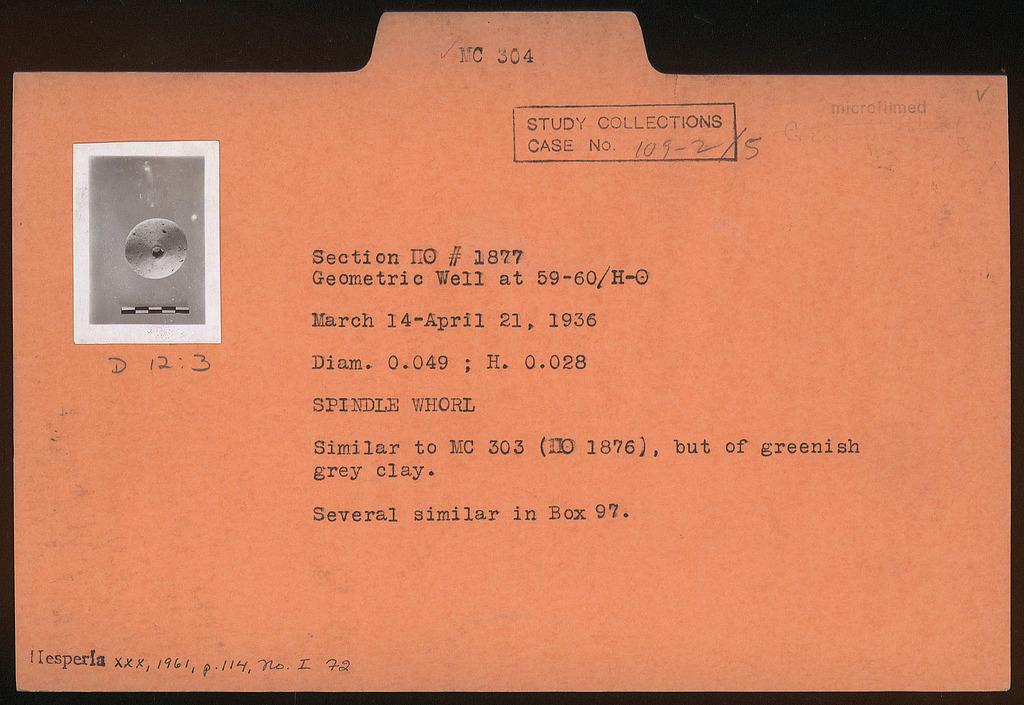 MC 304
microfilmed
STUDY COLLECTIONS
CASE No. 109-2/5
Section ΠΘ # 1877
Geometric Well at 59-60/Η-Θ
March 14-April 21, 1936
D 12:3
Diam. 0.049 ; H. 0.028
SPINDLE WHORL
Similar to MC 303 (ΠΘ 1876), but of greenish
grey clay.
Several similar in Box 97.
Hesperia XXX, 1961, p.114, No. I 72